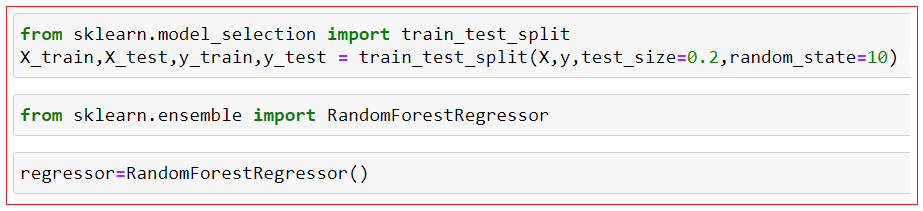 from sklearn.model_selection import train_test_split
X_train,X_test,y_train,y_test = train_test_split(X,y,test_size=0.2,random_state=10)
from sklearn.ensemble import RandomForestRegressor
regressor=RandomForestRegressor()